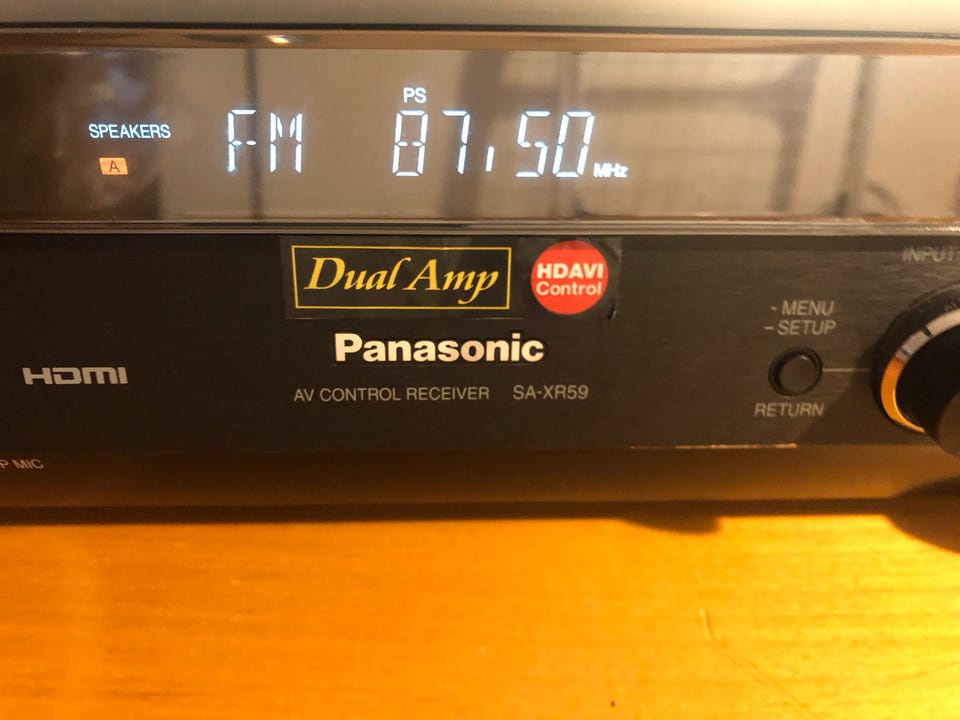 PS
SPEAKERS FM 87.50 MHz
A
Dual Amp
HDAVI
Control
INPUT
- MENU
- SETUP
Panasonic
HDMI
AV CONTROL RECEIVER SA-XR59
RETURN
P MIC